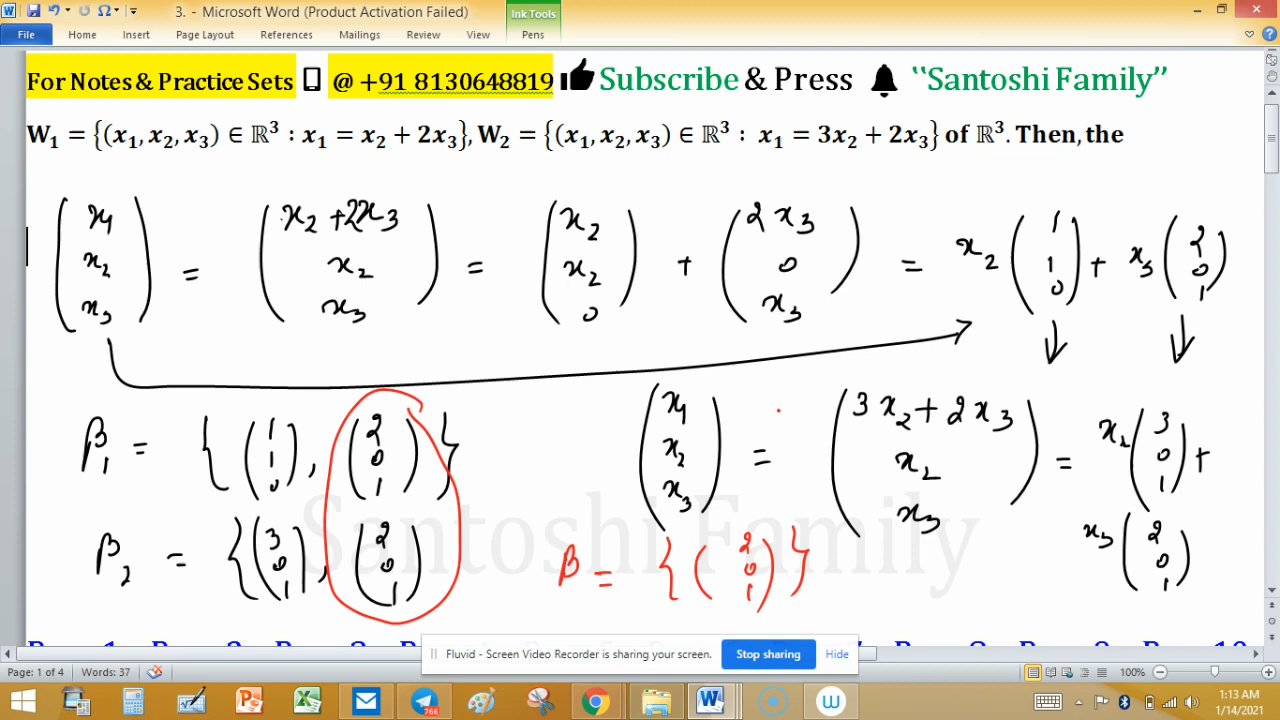 3. - Microsoft Word (Product Activation Failed)
Ink Tools
File Home Insert Page Layout References Mailings Review View Pens
For Notes & Practice Sets @ +91 8130648819 Subscribe & Press “Santoshi Family”
W₁ = {(x₁, x₂, x₃) ∈ ℝ³ : x₁ = x₂ + 2x₃}, W₂ = {(x₁, x₂, x₃) ∈ ℝ³ : x₁ = 3x₂ + 2x₃} of ℝ³. Then, the
(x₁ x₂ x₃) = (x₂ + 2x₃ x₂ x₃) = (x₂ x₂ 0) + (2x₃ 0 x₃) = x₂ (1 1 0) + x₃ (2 0 1)
β₁ = {(1 1 0), (2 0 1)}
(x₁ x₂ x₃) = (3x₂ + 2x₃ x₂ x₃) = x₂ (3 0 1) +
x₃ (2 0 1)
β₂ = {(3 0 1), (2 0 1)}
β = {(2 0 1)}
Santoshi Family
Fluvid - Screen Video Recorder is sharing your screen. Stop sharing Hide
Page: 1 of 4 Words: 37 100%
766
1:13 AM
1/14/2021